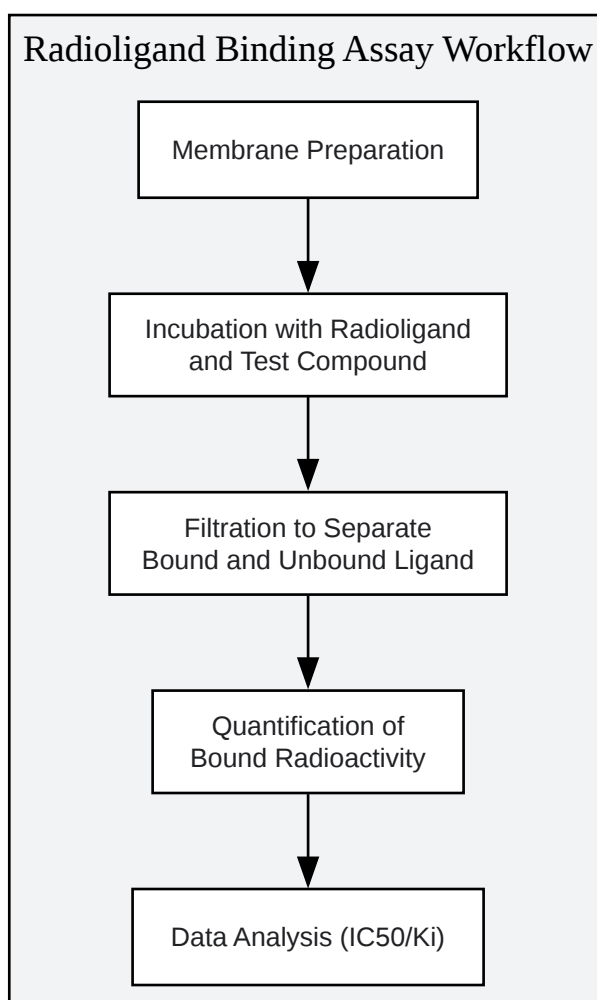 Radioligand Binding Assay Workflow
Membrane Preparation
Incubation with Radioligand
and Test Compound
Filtration to Separate
Bound and Unbound Ligand
Quantification of
Bound Radioactivity
Data Analysis (IC50/Ki)